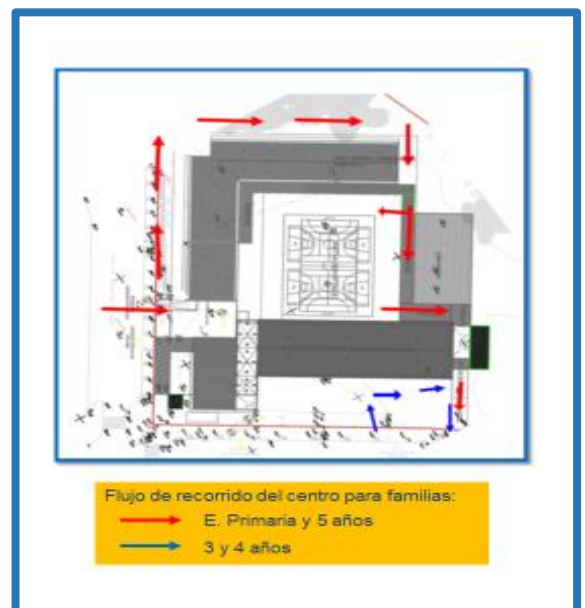 Flujo de recorrido del centro para familias:
E. Primaria y 5 años
3 y 4 años